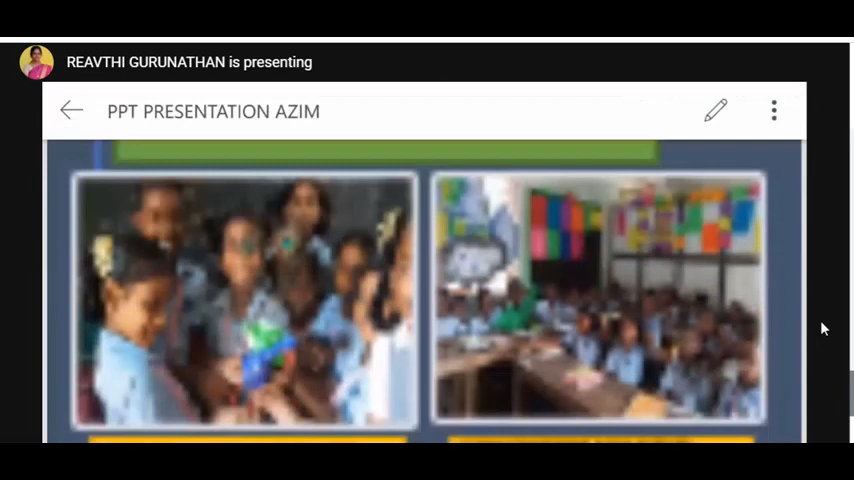 REAVTHI GURUNATHAN is presenting
PPT PRESENTATION AZIM